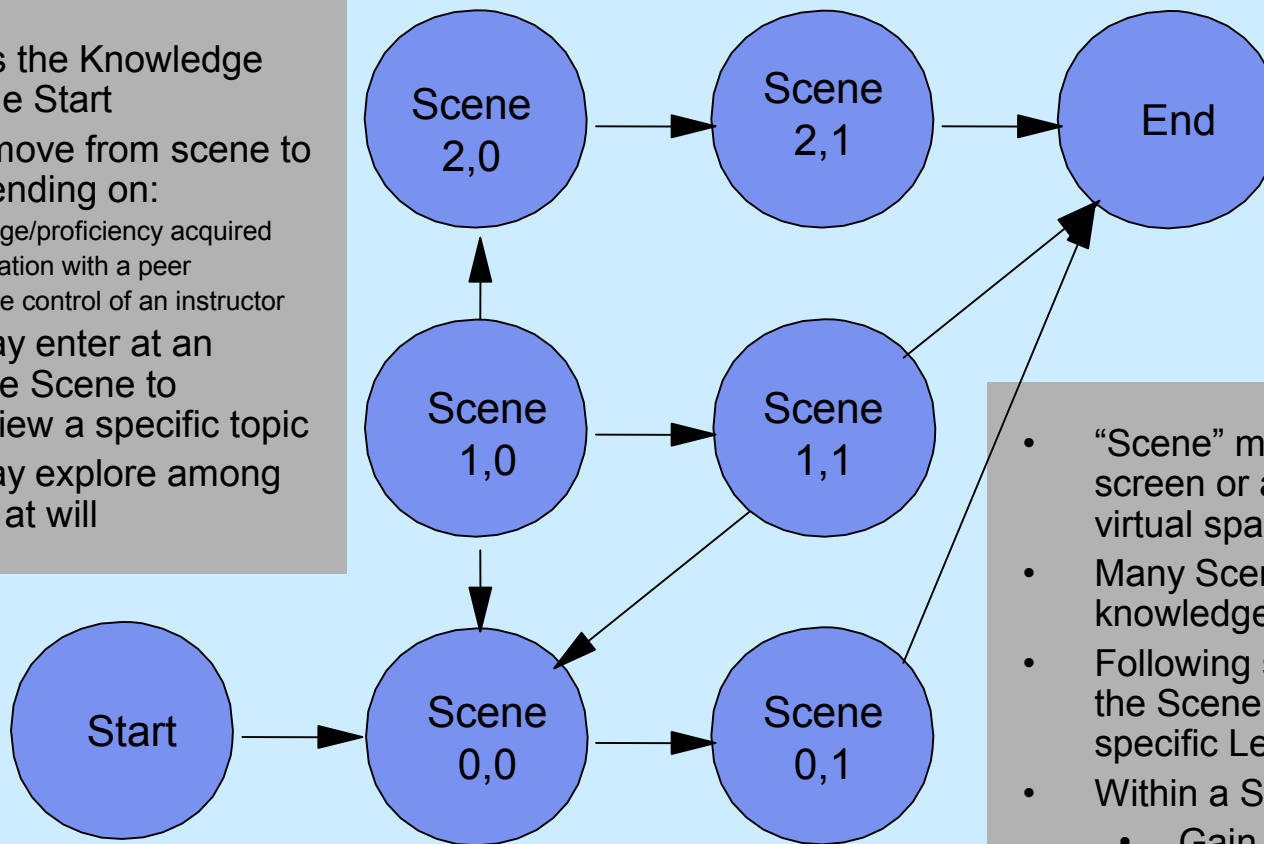 s the Knowledge
e Start
move from scene to
ending on:
ge/proficiency acquired
ation with a peer
e control of an instructor
ay enter at an
e Scene to
iew a specific topic
ay explore among
at will
Scene
2,0
Scene
2,1
End
Scene
1,0
Scene
1,1
Start
Scene
0,0
Scene
0,1
• “Scene” m
screen or a
virtual spa
• Many Scen
knowledge
• Following s
the Scene
specific Le
• Within a S
• Gain